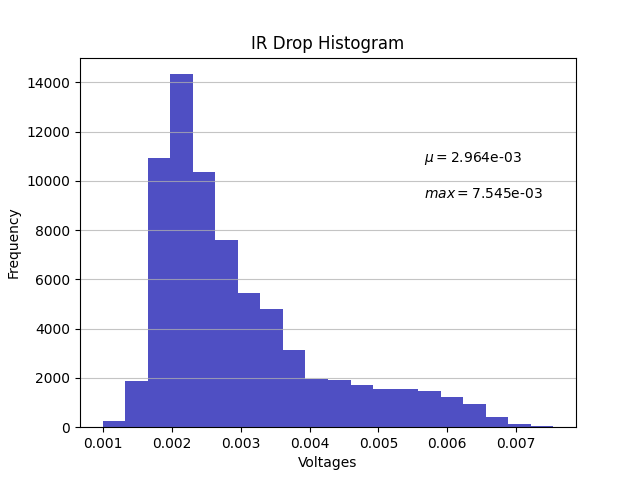 IR Drop Histogram
14000
12000
10000
8000
6000
4000
2000
0
Frequency
μ = 2.964e-03
max = 7.545e-03
0.001 0.002 0.003 0.004 0.005 0.006 0.007
Voltages